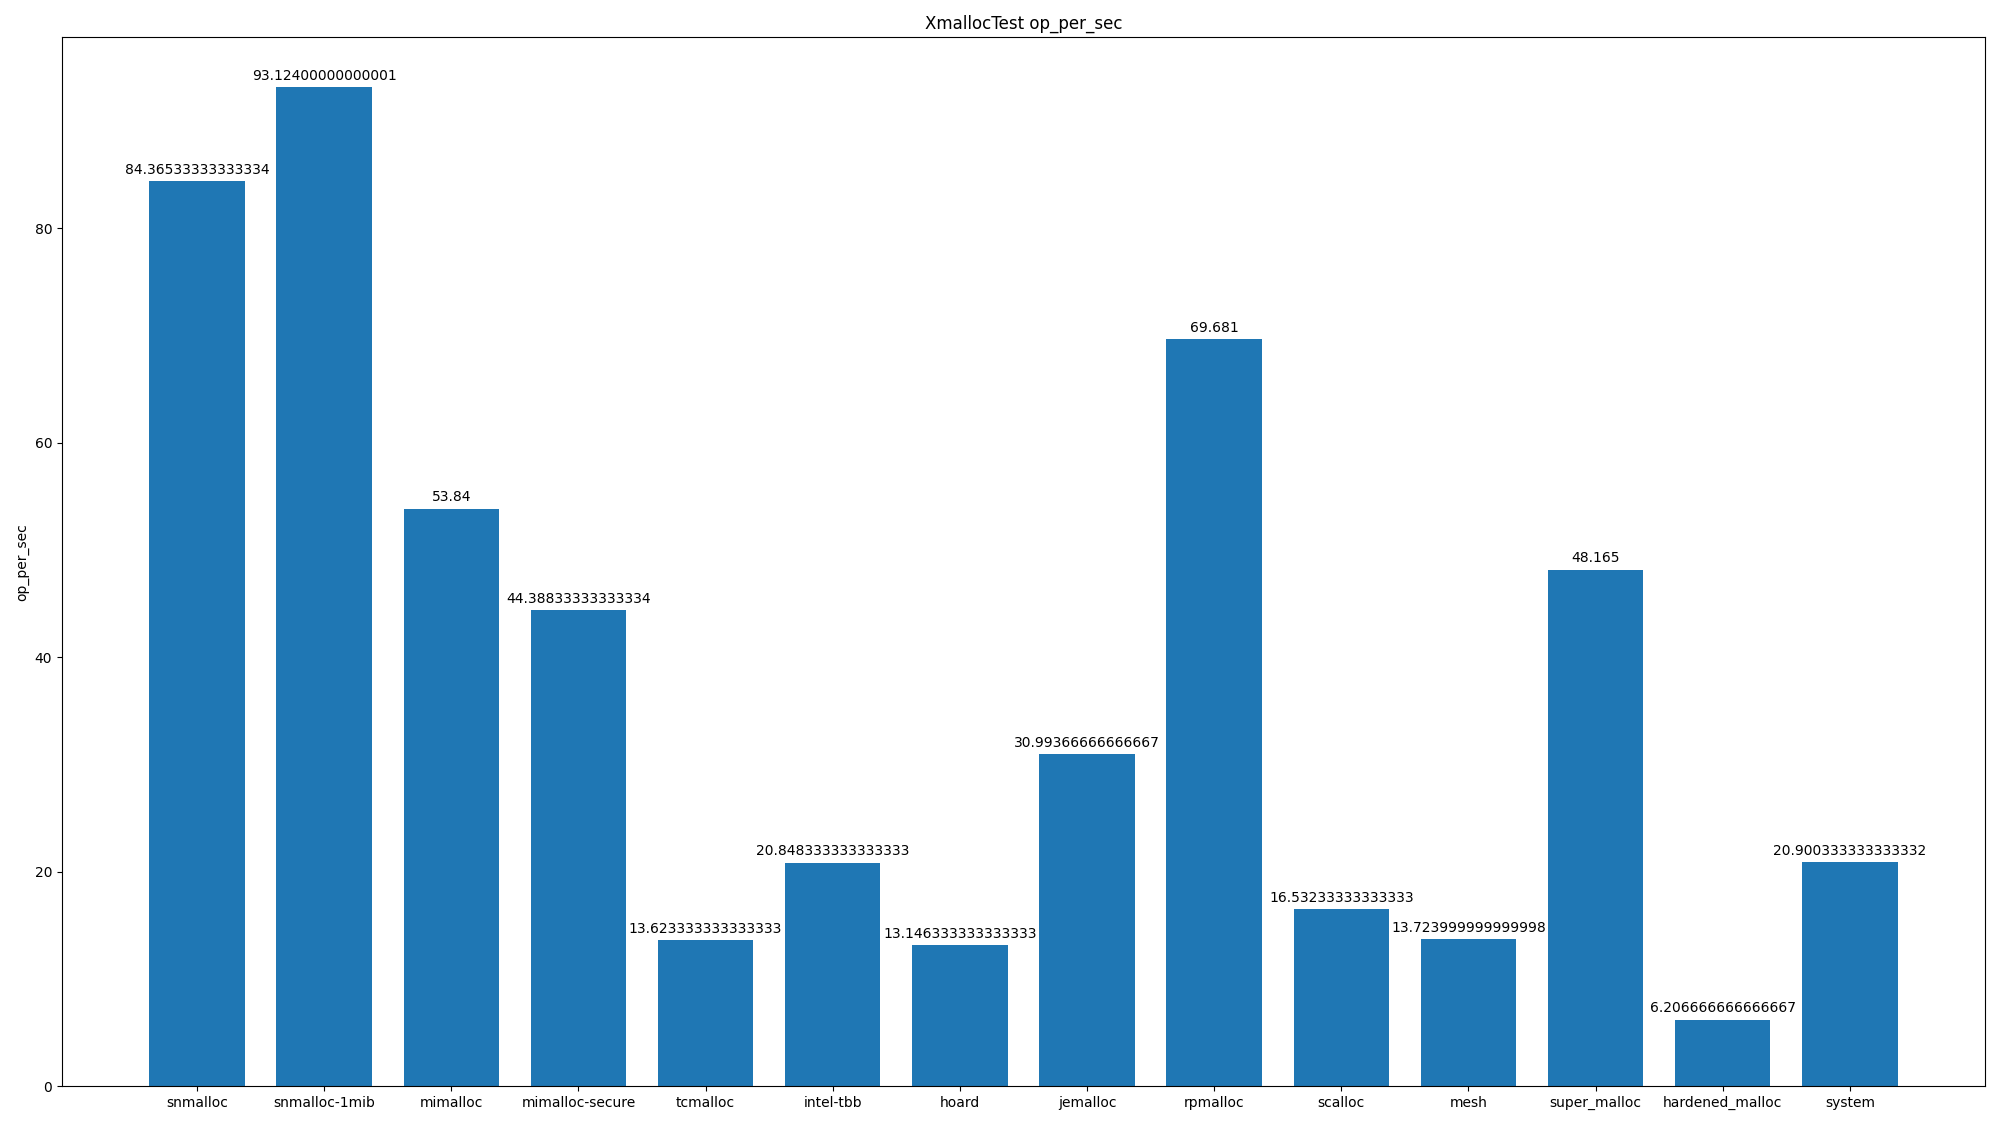 XmallocTest op_per_sec
93.12400000000001
84.36533333333334
80
69.681
60
53.84
48.165
op_per_sec
44.38833333333334
40
30.99366666666667
20.848333333333333
20.900333333333332
20
16.53233333333333
13.623333333333333
13.146333333333333
13.723999999999998
6.206666666666667
0
snmalloc
snmalloc-1mib
mimalloc
mimalloc-secure
tcmalloc
intel-tbb
hoard
jemalloc
rpmalloc
scalloc
mesh
super_malloc
hardened_malloc
system